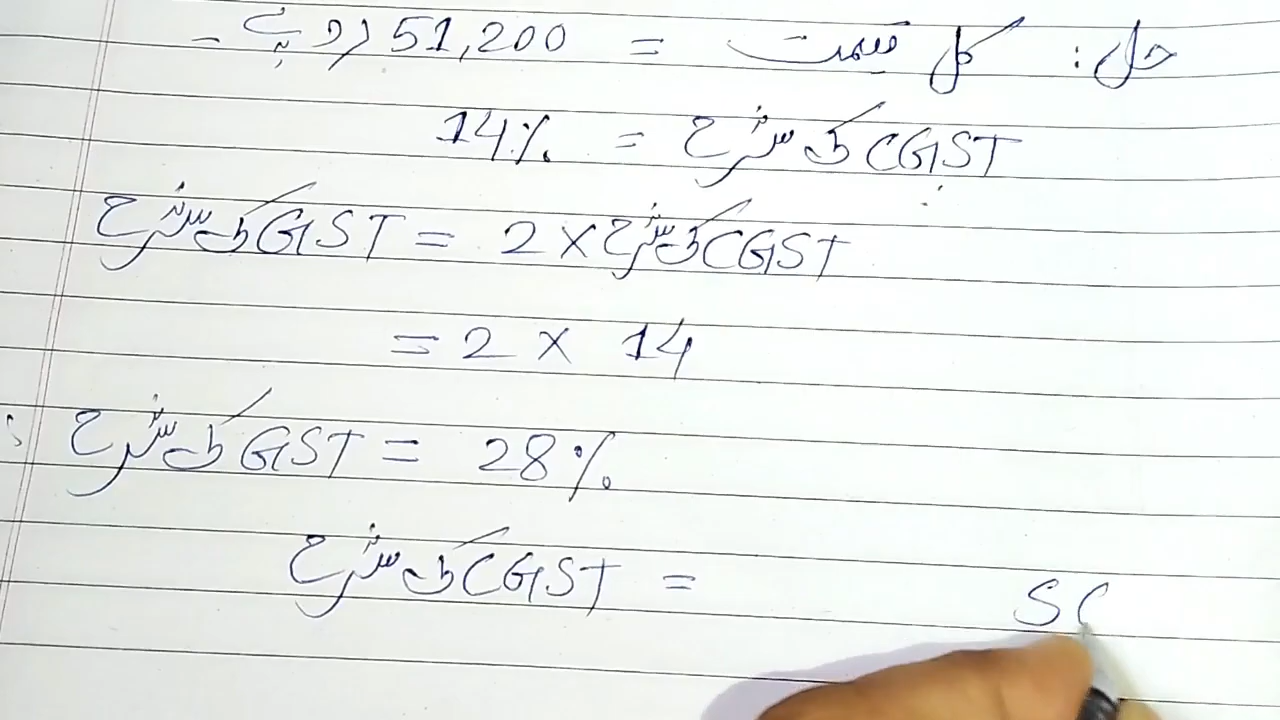 حل : کل قیمت = 51,200 روپے -
CGST کی شرح = 14%
GST کی شرح = 2 × CGST کی شرح
= 2 × 14
GST کی شرح = 28%
CGST کی شرح = SG